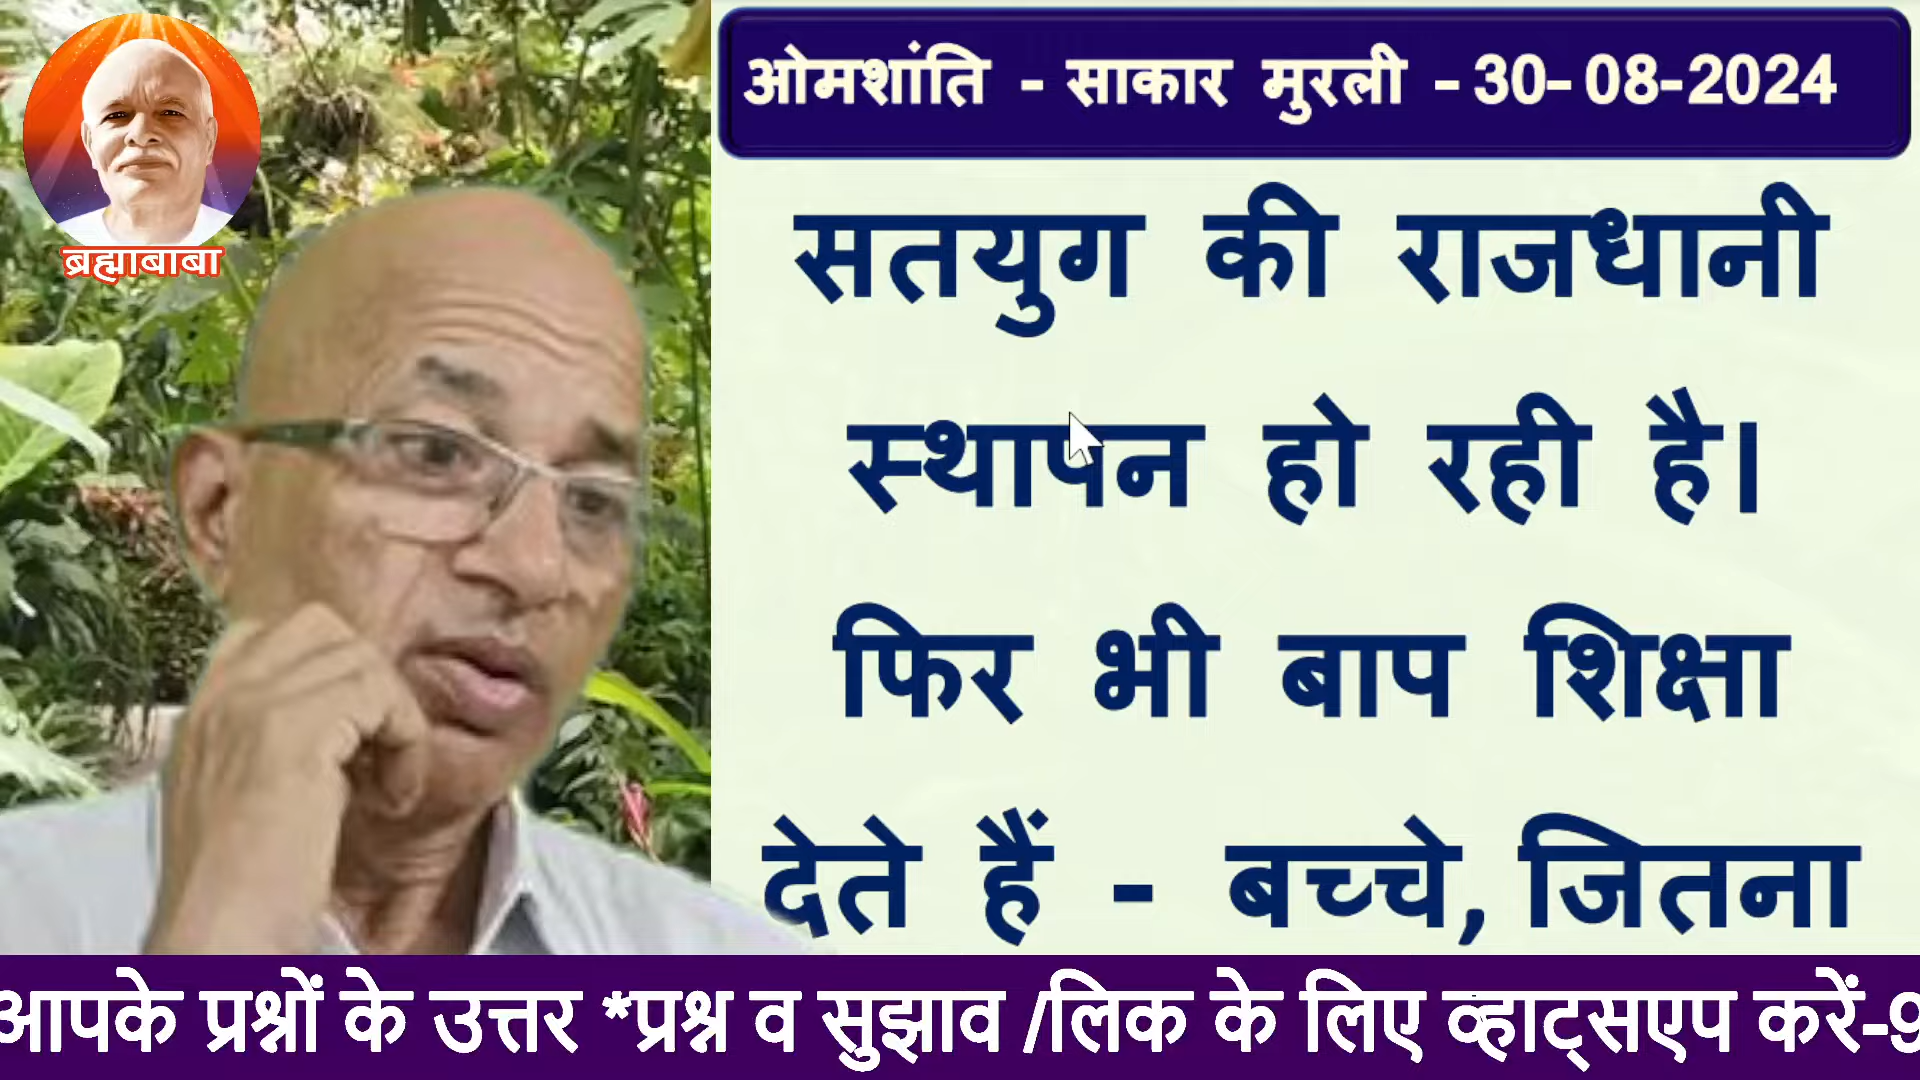 ब्रह्माबाबा
ओमशांति - साकार मुरली - 30- 08-2024
सतयुग की राजधानी
स्थापन हो रही है।
फिर भी बाप शिक्षा
देते हैं - बच्चे, जितना
आपके प्रश्नों के उत्तर *प्रश्न व सुझाव /लिंक के लिए व्हाट्सएप करें-9